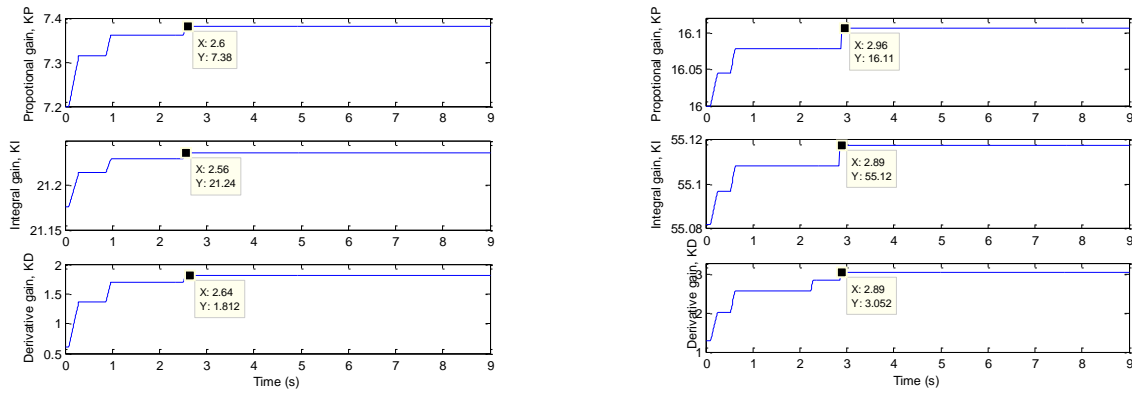 Propotional gain, KP
7.4
7.3
7.2
X: 2.6
Y: 7.38
0 1 2 3 4 5 6 7 8 9
Integral gain, KI
21.2
21.15
X: 2.56
Y: 21.24
0 1 2 3 4 5 6 7 8 9
Derivative gain, KD
2
1.5
1
0.5
X: 2.64
Y: 1.812
0 1 2 3 4 5 6 7 8 9
Time (s)
Propotional gain, KP
16.1
16.05
16
X: 2.96
Y: 16.11
0 1 2 3 4 5 6 7 8 9
Integral gain, KI
55.12
55.1
55.08
X: 2.89
Y: 55.12
0 1 2 3 4 5 6 7 8 9
Derivative gain, KD
3
2
1
X: 2.89
Y: 3.052
0 1 2 3 4 5 6 7 8 9
Time (s)